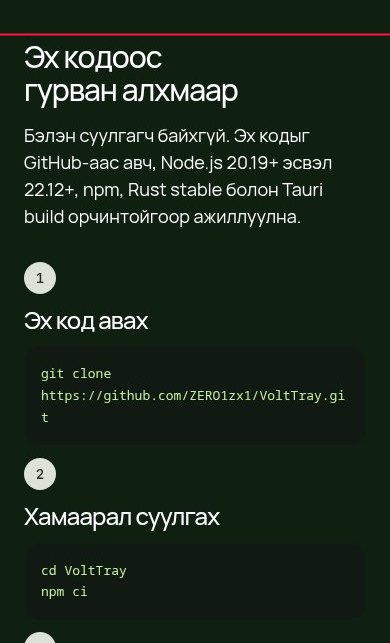 Эх кодоос
гурван алхмаар
Бэлэн суулгагч байхгүй. Эх кодыг
GitHub-аас авч, Node.js 20.19+ эсвэл
22.12+, npm, Rust stable болон Tauri
build орчинтойгоор ажиллуулна.
1
Эх код авах
git clone
https://github.com/ZERO1zx1/VoltTray.gi
t
2
Хамаарал суулгах
cd VoltTray
npm ci